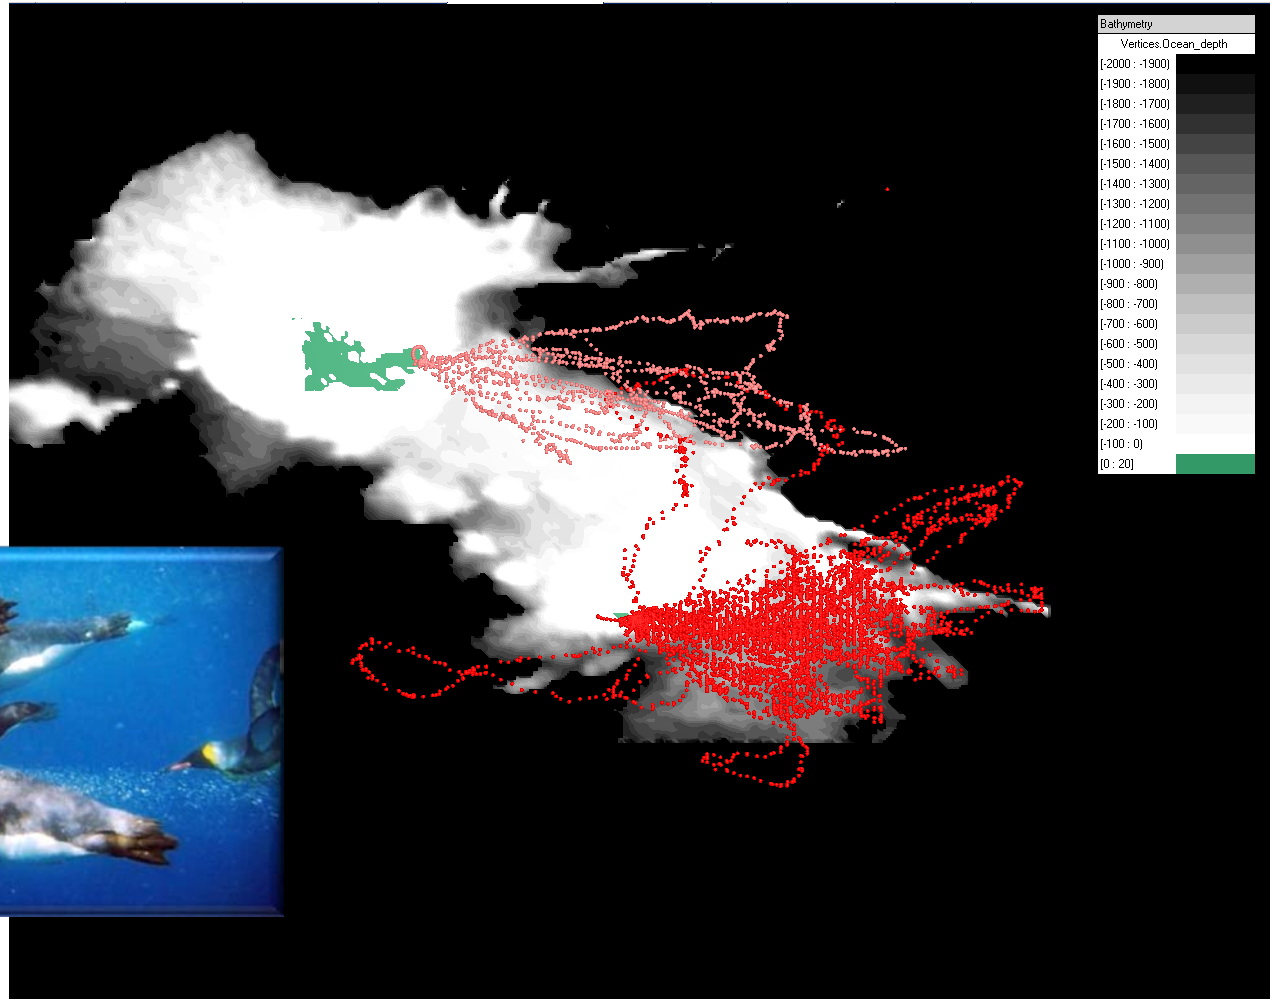 Bathymetry
Vertices.Ocean_depth
[-2000 : -1900)
[-1900 : -1800)
[-1800 : -1700)
[-1700 : -1600)
[-1600 : -1500)
[-1500 : -1400)
[-1400 : -1300)
[-1300 : -1200)
[-1200 : -1100)
[-1100 : -1000)
[-1000 : -900)
[-900 : -800)
[-800 : -700)
[-700 : -600)
[-600 : -500)
[-500 : -400)
[-400 : -300)
[-300 : -200)
[-200 : -100)
[-100 : 0)
[0 : 20]